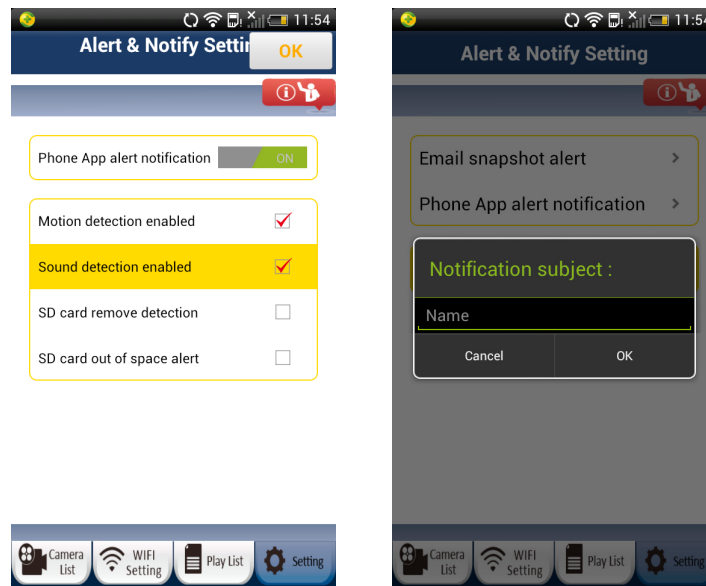 11:54
Alert & Notify Settin
OK
Phone App alert notification
ON
Motion detection enabled
Sound detection enabled
SD card remove detection
SD card out of space alert
Camera
List
WIFI
Setting
Play List
Setting
11:54
Alert & Notify Setting
Email snapshot alert
Phone App alert notification
Notification subject :
Name
Cancel
OK
Camera
List
WIFI
Setting
Play List
Setting